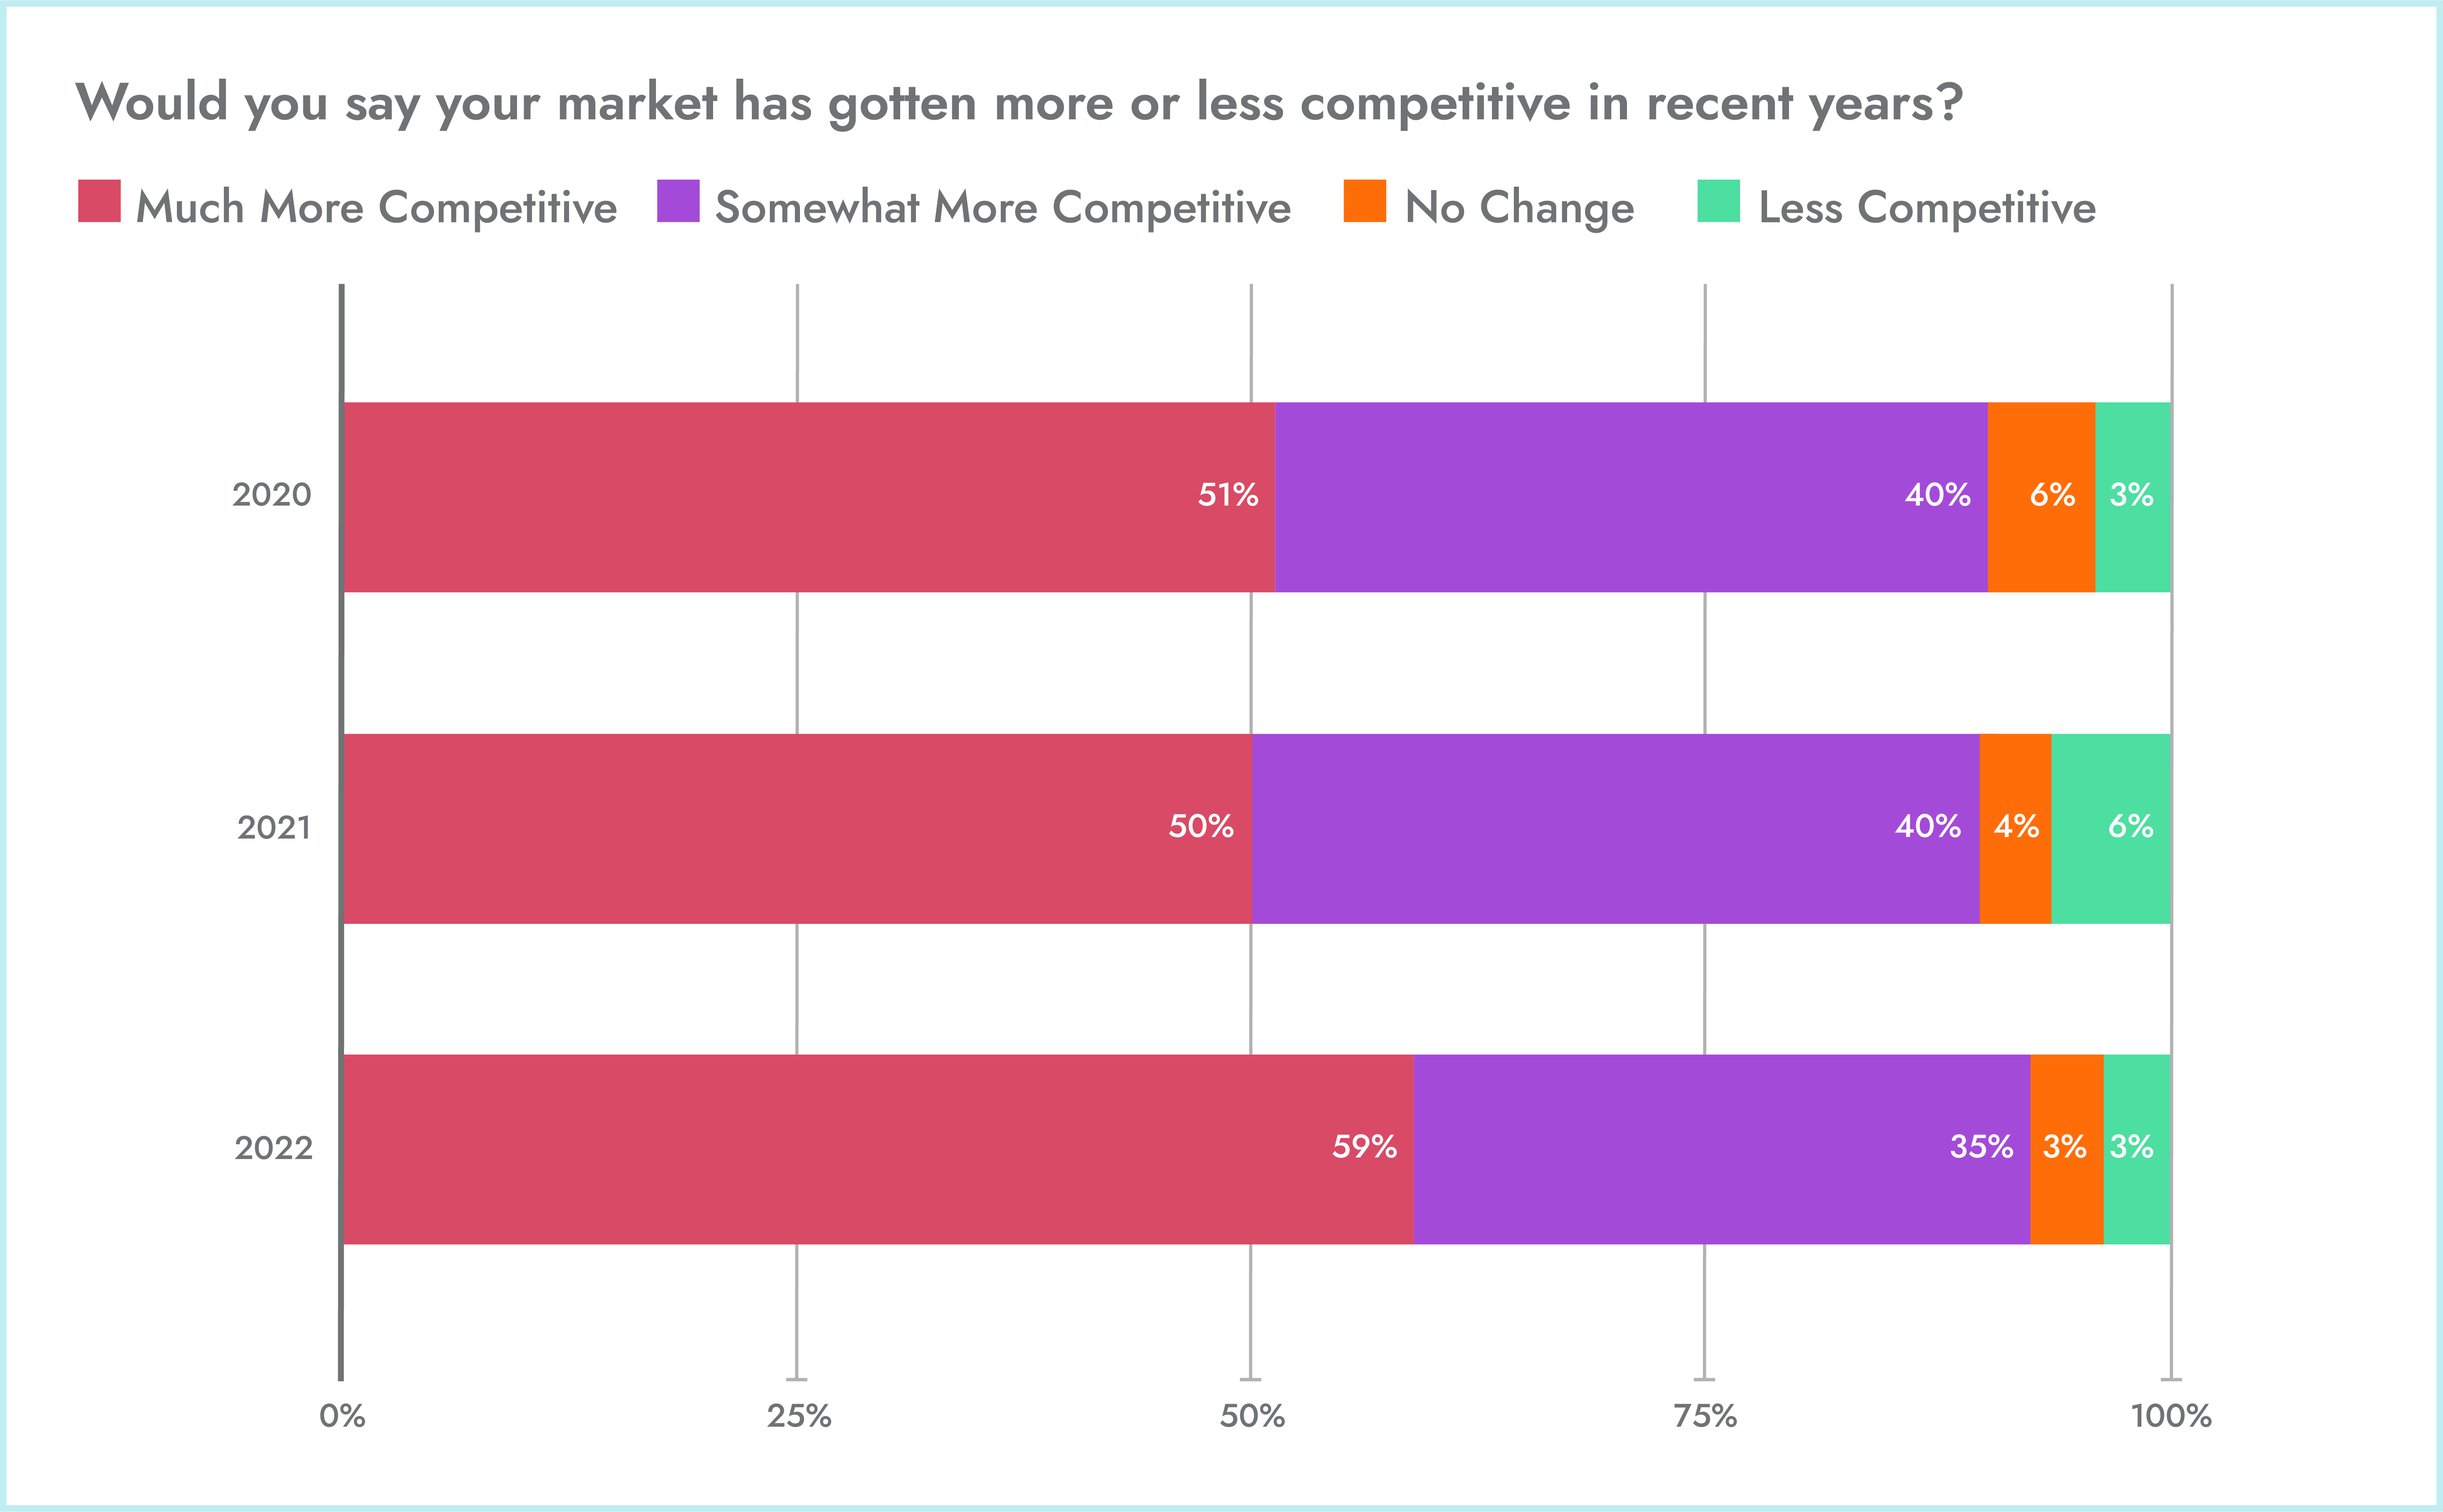 Would you say your market has gotten more or less competitive in recent years?
Much More Competitive Somewhat More Competitive No Change Less Competitive
2020 51% 40% 6% 3%
2021 50% 40% 4% 6%
2022 59% 35% 3% 3%
0% 25% 50% 75% 100%